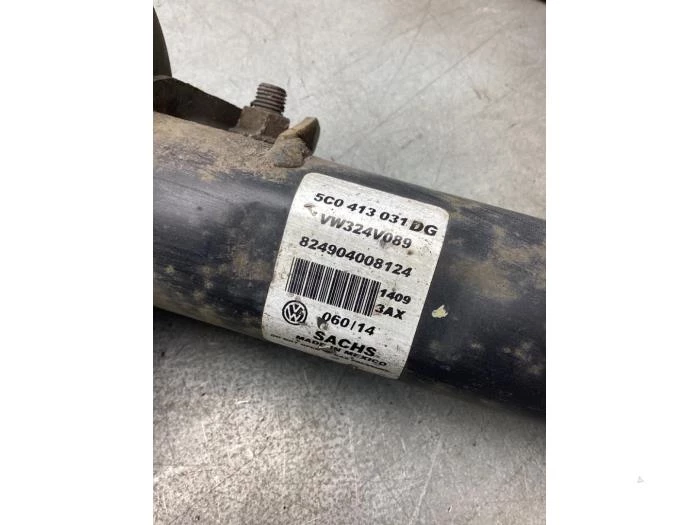 5C0 413 031 DG
VW324V089
824904008124
1409
3AX
060/14
SACHS
MADE IN MEXICO